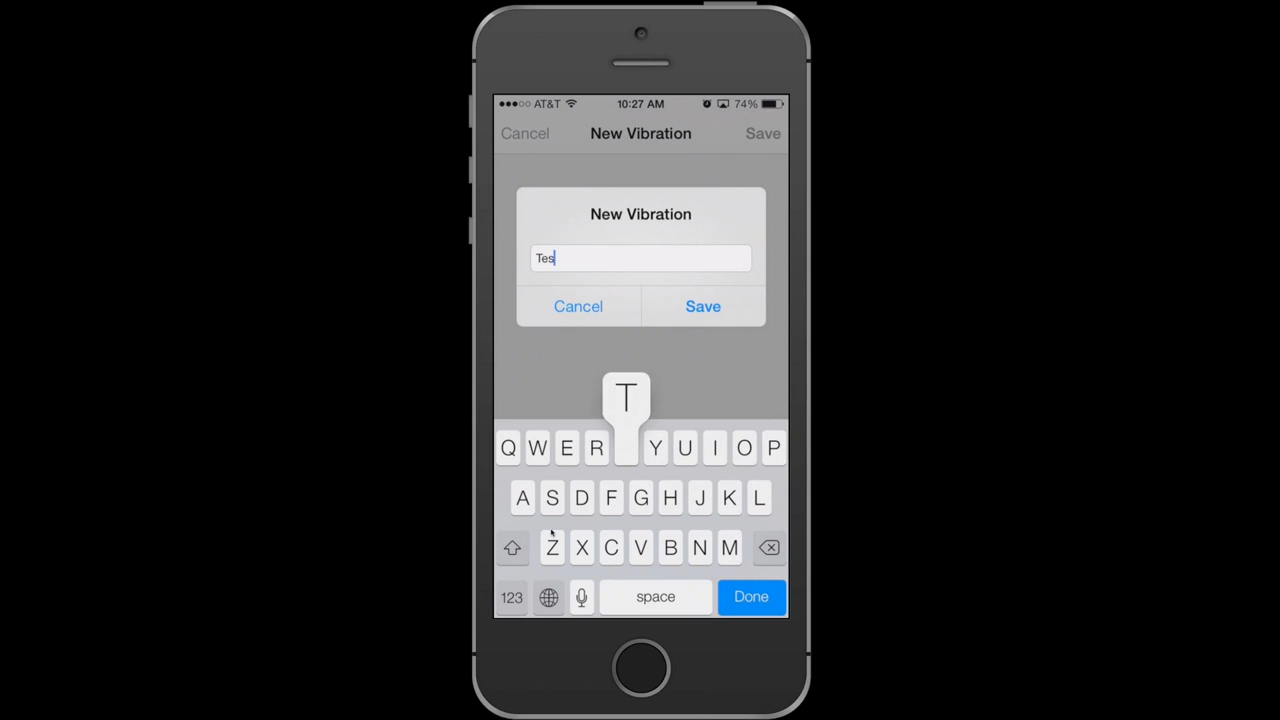 AT&T 10:27 AM 74%
Cancel New Vibration Save
New Vibration
Tes
Cancel Save
T
Q W E R Y U I O P
A S D F G H J K L
Z X C V B N M
123 space Done